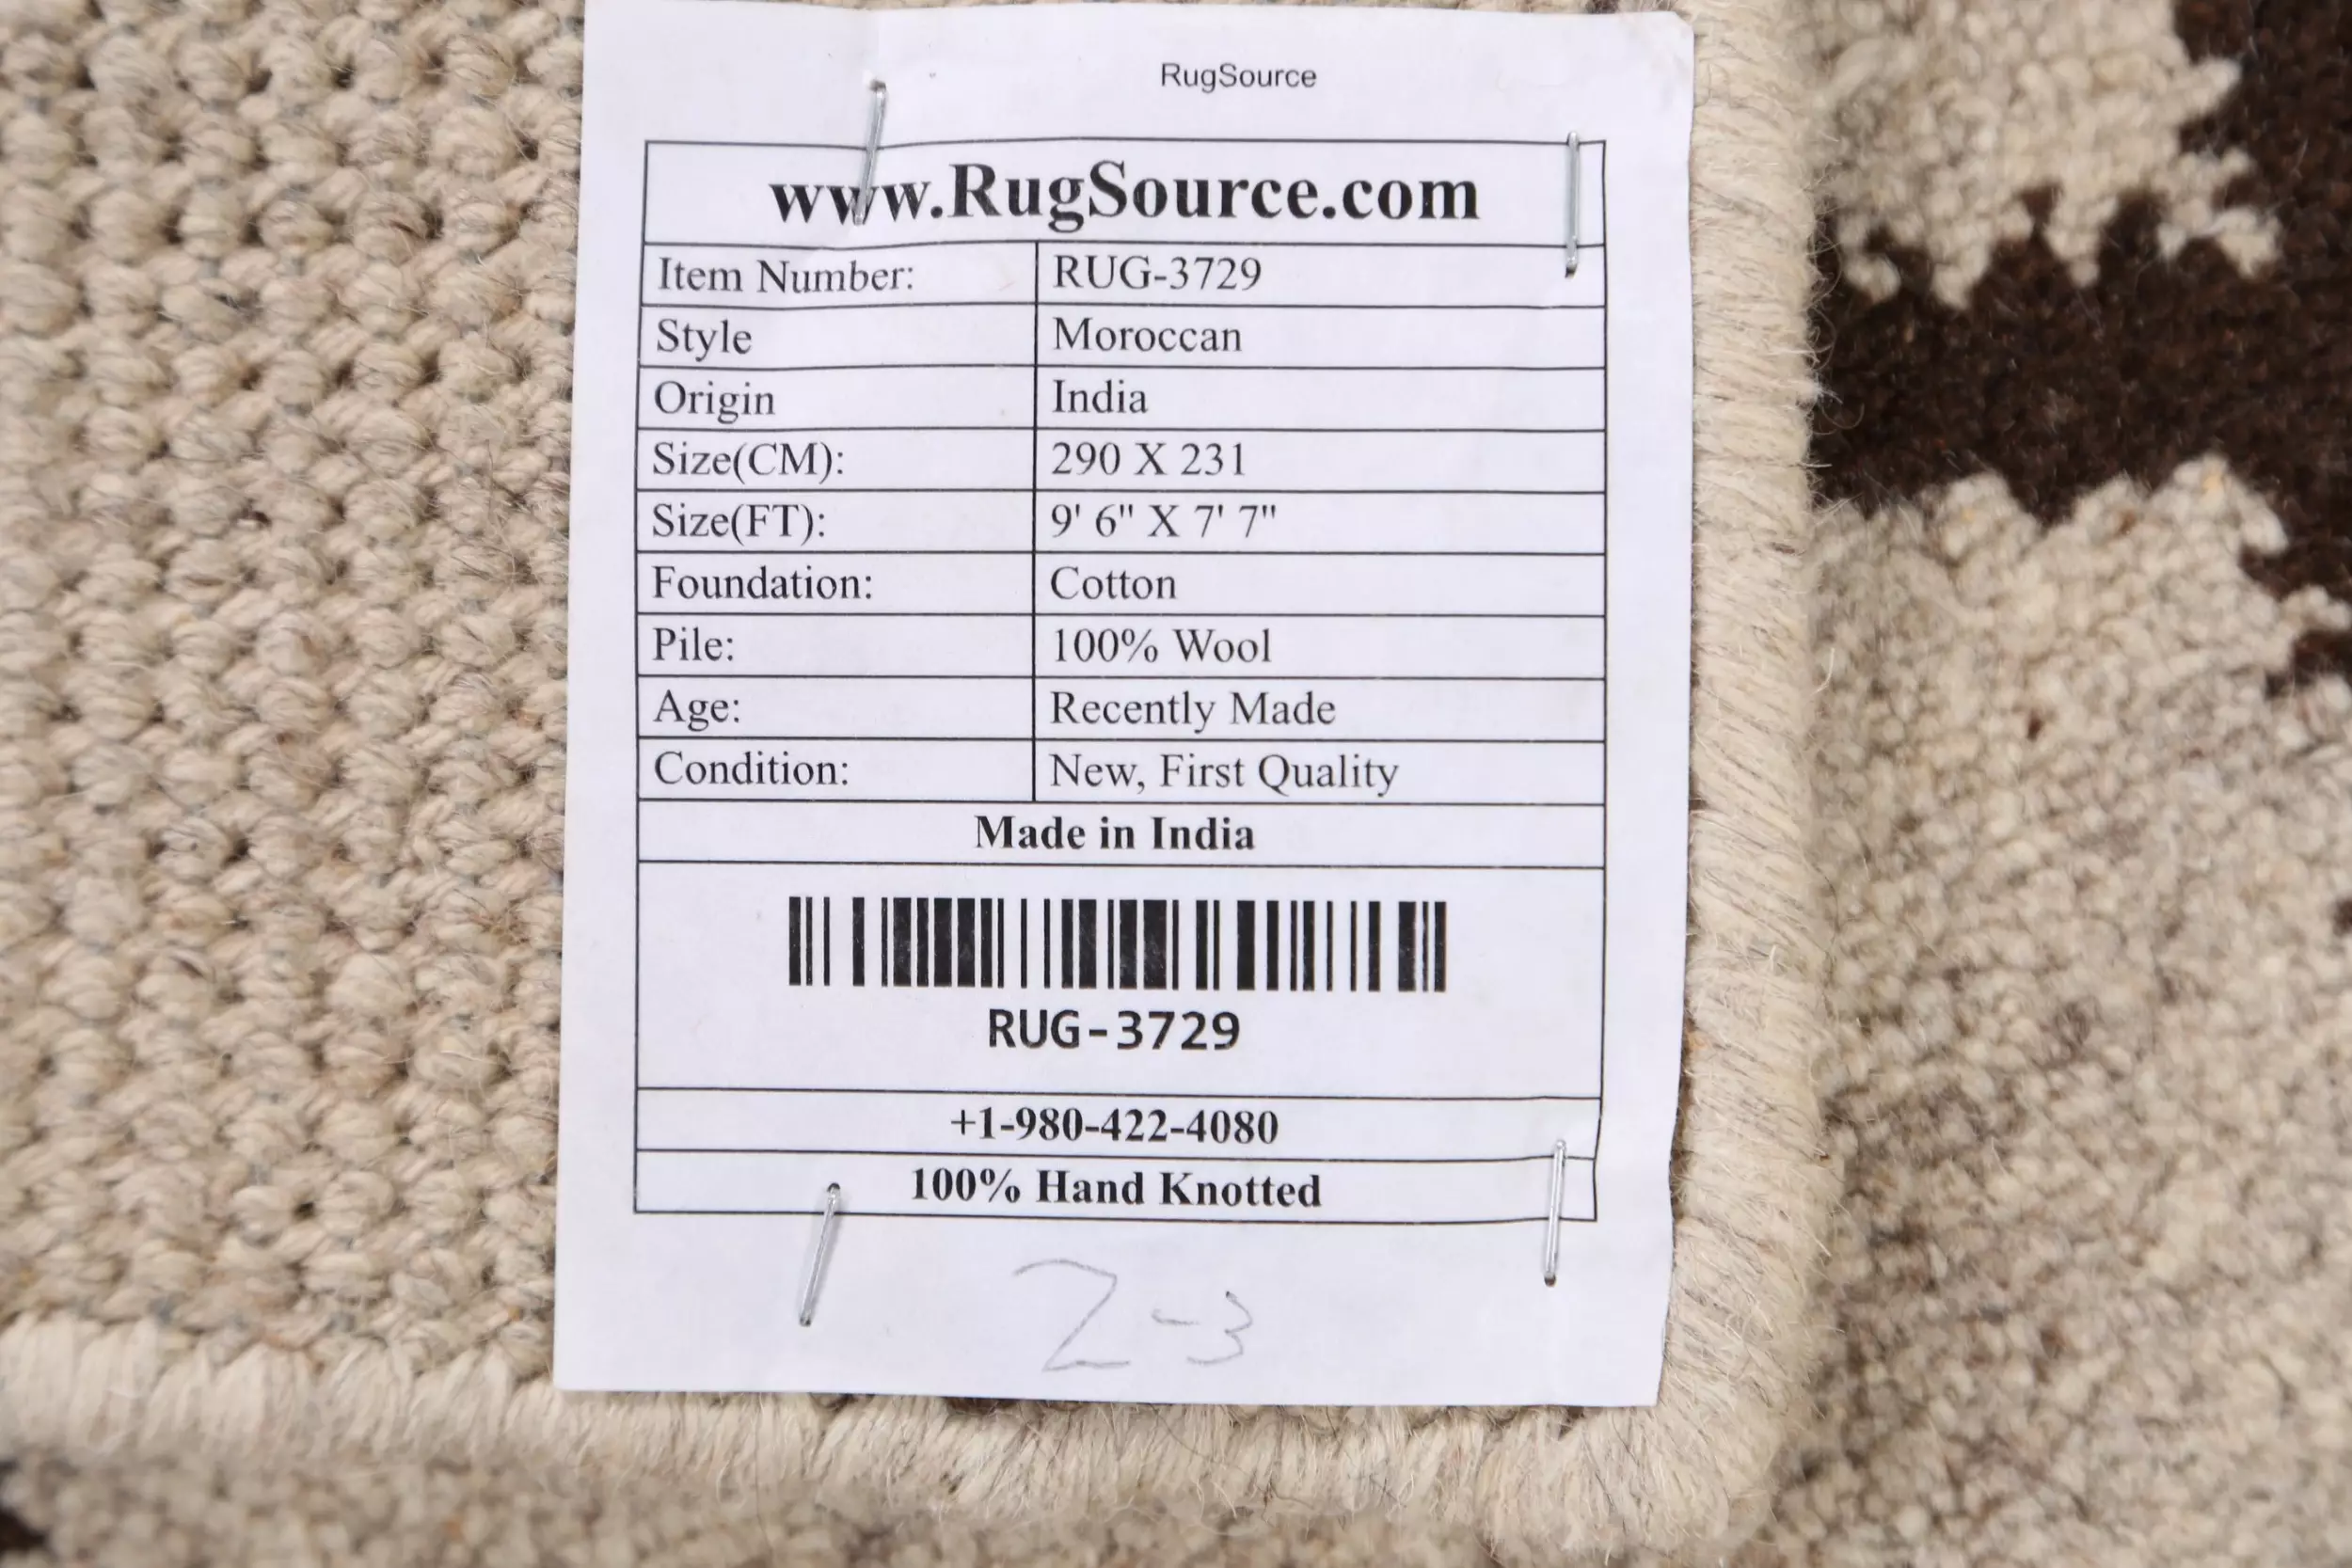 RugSource
www.RugSource.com
Item Number: RUG-3729
Style Moroccan
Origin India
Size(CM): 290 X 231
Size(FT): 9' 6" X 7' 7"
Foundation: Cotton
Pile: 100% Wool
Age: Recently Made
Condition: New, First Quality
Made in India
RUG-3729
+1-980-422-4080
100% Hand Knotted
2-3